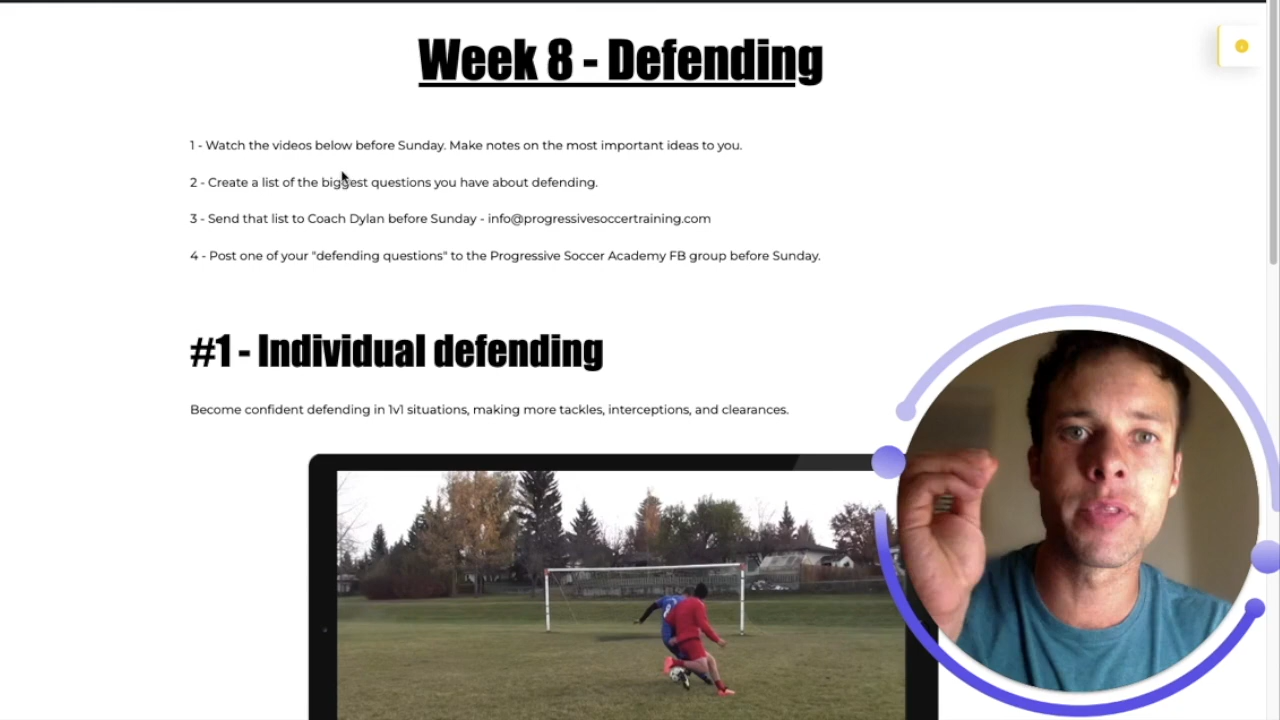 Week 8 - Defending
1 - Watch the videos below before Sunday. Make notes on the most important ideas to you.
2 - Create a list of the biggest questions you have about defending.
3 - Send that list to Coach Dylan before Sunday - info@progressivesoccertraining.com
4 - Post one of your "defending questions" to the Progressive Soccer Academy FB group before Sunday.
#1 - Individual defending
Become confident defending in 1v1 situations, making more tackles, interceptions, and clearances.